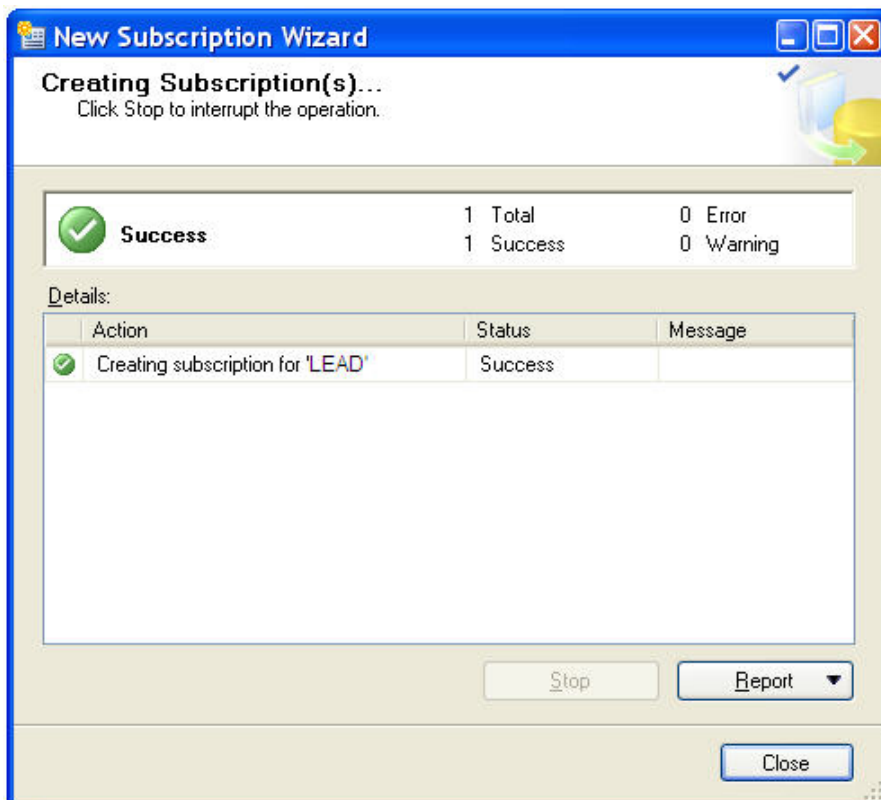 New Subscription Wizard
Creating Subscription(s)...
Click Stop to interrupt the operation.
Success 1 Total 0 Error
1 Success 0 Warning
Details:
Action Status Message
Creating subscription for 'LEAD' Success
Stop Report
Close